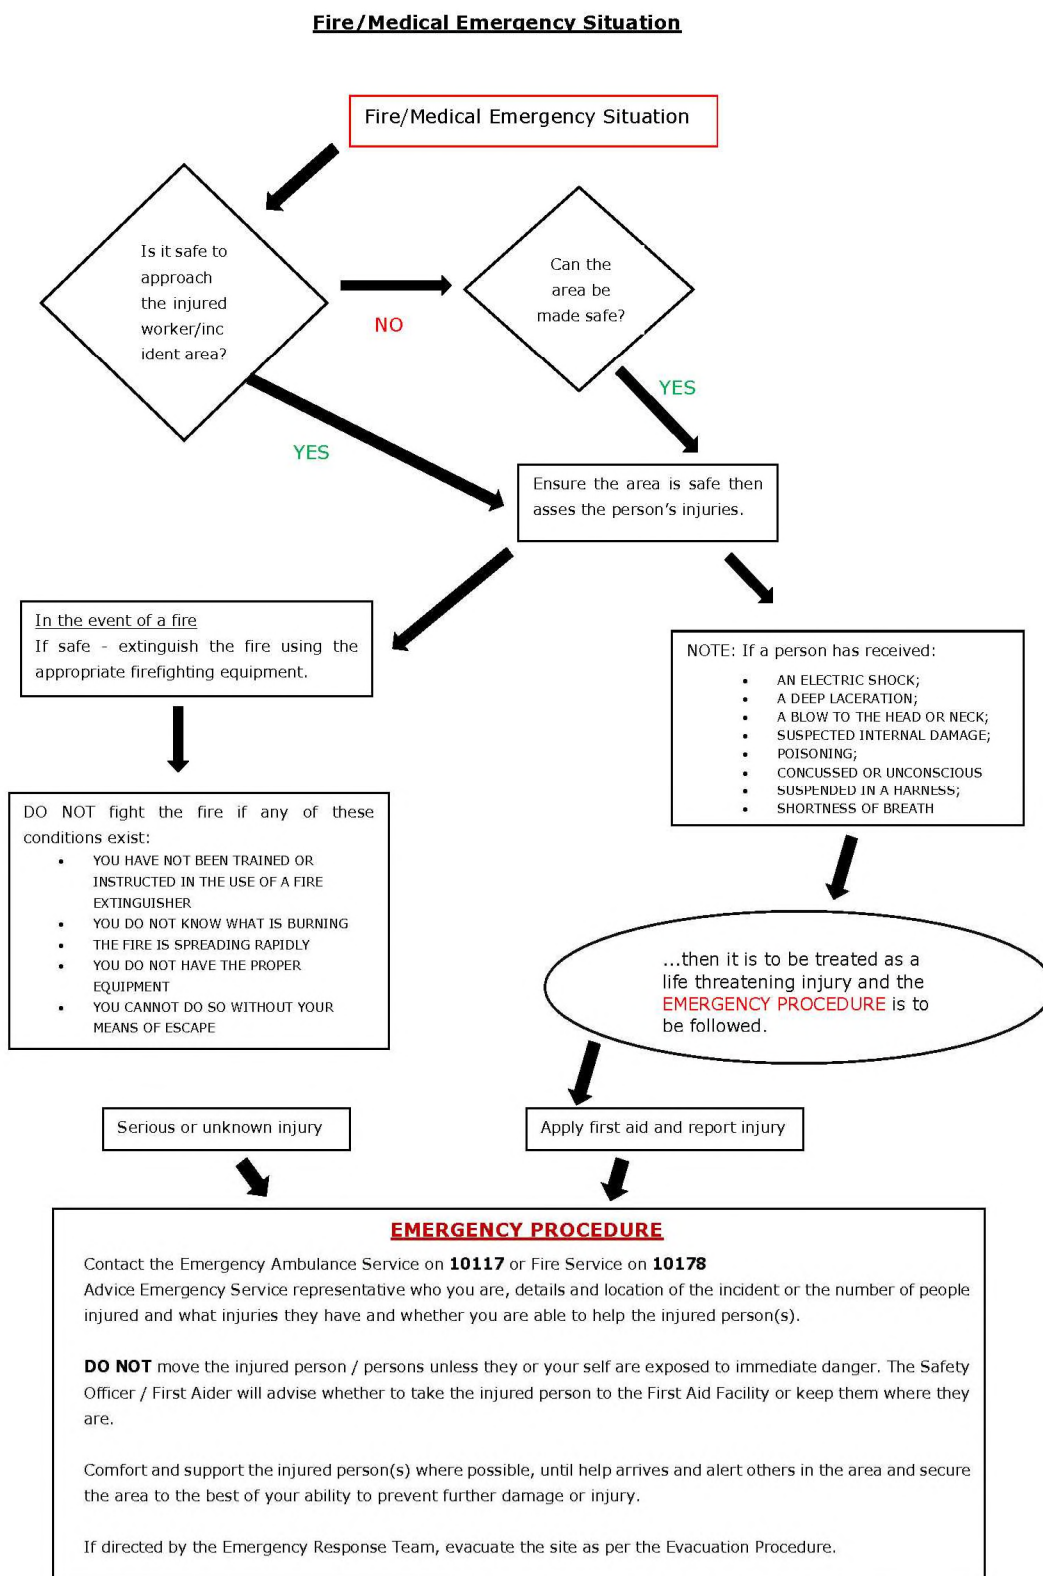 Fire/Medical Emergency Situation
Fire/Medical Emergency Situation
Is it safe to
approach
the injured
worker/inc
ident area?
NO
Can the
area be
made safe?
YES
YES
Ensure the area is safe then
asses the person's injuries.
In the event of a fire
If safe - extinguish the fire using the
appropriate firefighting equipment.
NOTE: If a person has received:
• AN ELECTRIC SHOCK;
• A DEEP LACERATION;
• A BLOW TO THE HEAD OR NECK;
• SUSPECTED INTERNAL DAMAGE;
• POISONING;
• CONCUSSED OR UNCONSCIOUS
• SUSPENDED IN A HARNESS;
• SHORTNESS OF BREATH
DO NOT fight the fire if any of these
conditions exist:
• YOU HAVE NOT BEEN TRAINED OR
INSTRUCTED IN THE USE OF A FIRE
EXTINGUISHER
• YOU DO NOT KNOW WHAT IS BURNING
• THE FIRE IS SPREADING RAPIDLY
• YOU DO NOT HAVE THE PROPER
EQUIPMENT
• YOU CANNOT DO SO WITHOUT YOUR
MEANS OF ESCAPE
...then it is to be treated as a
life threatening injury and the
EMERGENCY PROCEDURE is to
be followed.
Serious or unknown injury
Apply first aid and report injury
EMERGENCY PROCEDURE
Contact the Emergency Ambulance Service on 10117 or Fire Service on 10178
Advice Emergency Service representative who you are, details and location of the incident or the number of people
injured and what injuries they have and whether you are able to help the injured person(s).
DO NOT move the injured person / persons unless they or your self are exposed to immediate danger. The Safety
Officer / First Aider will advise whether to take the injured person to the First Aid Facility or keep them where they
are.
Comfort and support the injured person(s) where possible, until help arrives and alert others in the area and secure
the area to the best of your ability to prevent further damage or injury.
If directed by the Emergency Response Team, evacuate the site as per the Evacuation Procedure.